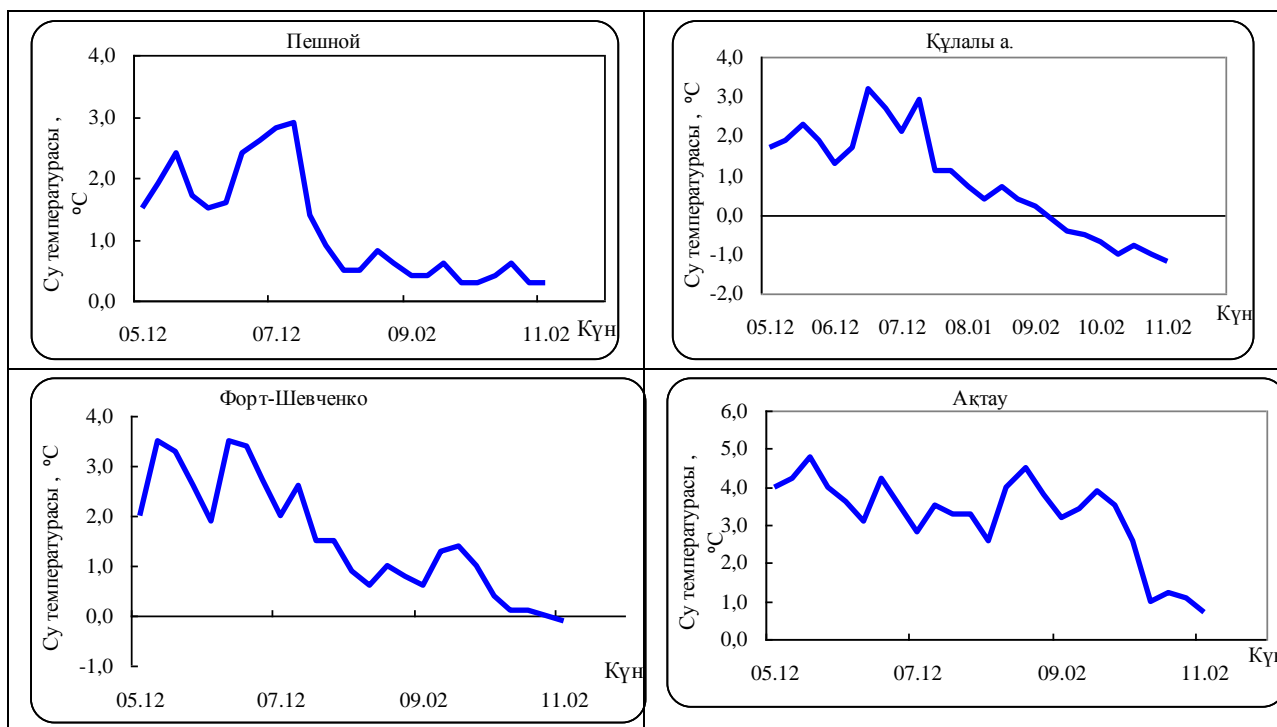 Пешной
Су температурасы , ºС
4,0
3,0
2,0
1,0
0,0
05.12 07.12 09.02 11.02
Күн
Құлалы а.
Су температурасы , ºС
4,0
3,0
2,0
1,0
0,0
-1,0
-2,0
05.12 06.12 07.12 08.01 09.02 10.02 11.02
Күн
Форт-Шевченко
Су температурасы , ºС
4,0
3,0
2,0
1,0
0,0
-1,0
05.12 07.12 09.02 11.02
Күн
Ақтау
Су температурасы , ºС
6,0
5,0
4,0
3,0
2,0
1,0
0,0
05.12 07.12 09.02 11.02
Күн